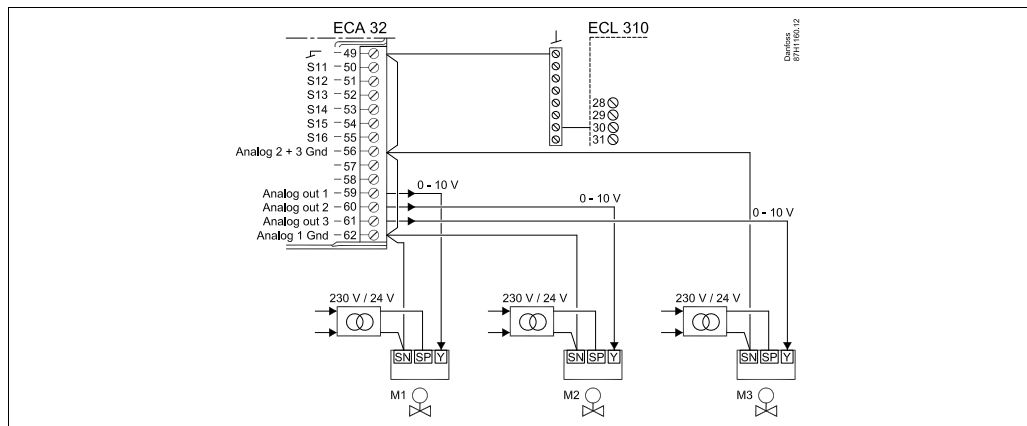 ECA 32
ECL 310
Danfoss
87H1160.12
49
S11 50
S12 51
S13 52
S14 53
S15 54
S16 55
Analog 2 + 3 Gnd 56
57
58
Analog out 1 59
Analog out 2 60
Analog out 3 61
Analog 1 Gnd 62
28
29
30
31
0 - 10 V
0 - 10 V
0 - 10 V
230 V / 24 V
230 V / 24 V
230 V / 24 V
SN SP Y
SN SP Y
SN SP Y
M1
M2
M3